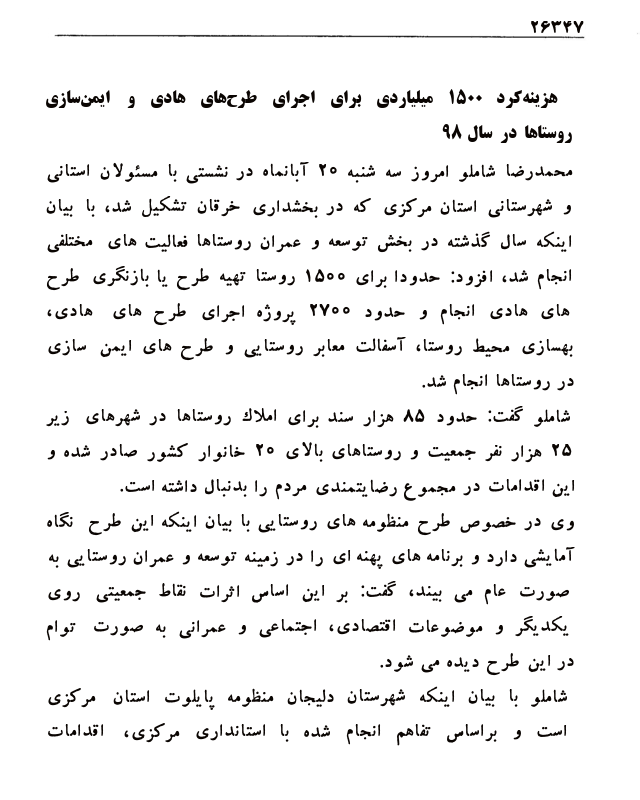 ۲۶۳۴۷
هزینه‌کرد ۱۵۰۰ میلیاردی برای اجرای طرح‌های هادی و ایمن‌سازی
روستاها در سال ۹۸
محمدرضا شاملو امروز سه شنبه ۲۰ آبانماه در نشستی با مسئولان استانی
و شهرستانی استان مرکزی که در بخشداری خرقان تشکیل شد، با بیان
اینکه سال گذشته در بخش توسعه و عمران روستاها فعالیت های مختلفی
انجام شد، افزود: حدودا برای ۱۵۰۰ روستا تهیه طرح یا بازنگری طرح
های هادی انجام و حدود ۲۷۰۰ پروژه اجرای طرح های هادی،
بهسازی محیط روستا، آسفالت معابر روستایی و طرح های ایمن سازی
در روستاها انجام شد.
شاملو گفت: حدود ۸۵ هزار سند برای املاك روستاها در شهرهای زیر
۲۵ هزار نفر جمعیت و روستاهای بالای ۲۰ خانوار کشور صادر شده و
این اقدامات در مجموع رضایتمندی مردم را بدنبال داشته است.
وی در خصوص طرح منظومه های روستایی با بیان اینکه این طرح نگاه
آمایشی دارد و برنامه های پهنه ای را در زمینه توسعه و عمران روستایی به
صورت عام می بیند، گفت: بر این اساس اثرات نقاط جمعیتی روی
یکدیگر و موضوعات اقتصادی، اجتماعی و عمرانی به صورت توام
در این طرح دیده می شود.
شاملو با بیان اینکه شهرستان دلیجان منظومه پایلوت استان مرکزی
است و براساس تفاهم انجام شده با استانداری مرکزی، اقدامات